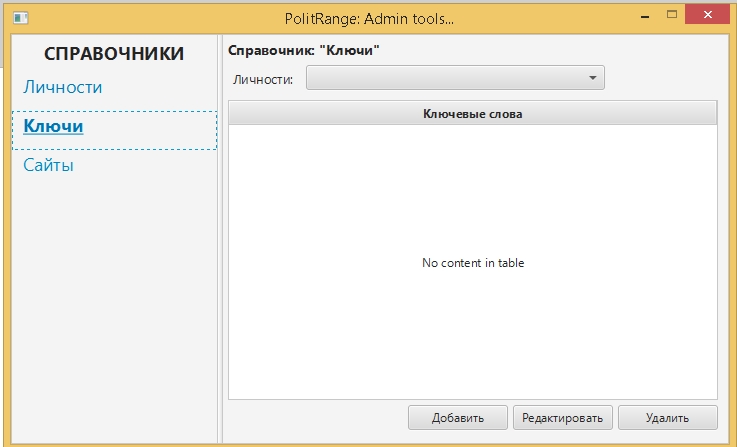 PolitRange: Admin tools...
СПРАВОЧНИКИ
Личности
Ключи
Сайты
Справочник: "Ключи"
Личности:
Ключевые слова
No content in table
Добавить
Редактировать
Удалить